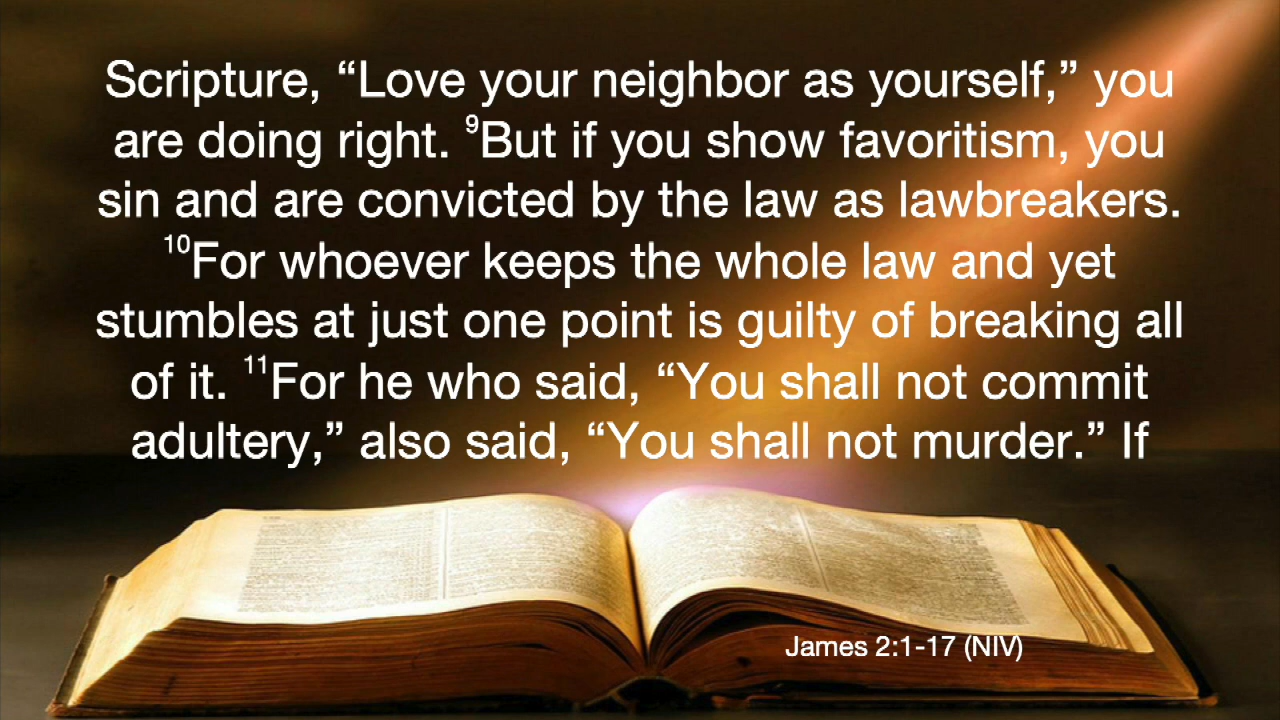 Scripture, “Love your neighbor as yourself,” you
are doing right. ⁹But if you show favoritism, you
sin and are convicted by the law as lawbreakers.
¹⁰For whoever keeps the whole law and yet
stumbles at just one point is guilty of breaking all
of it. ¹¹For he who said, “You shall not commit
adultery,” also said, “You shall not murder.” If
James 2:1-17 (NIV)